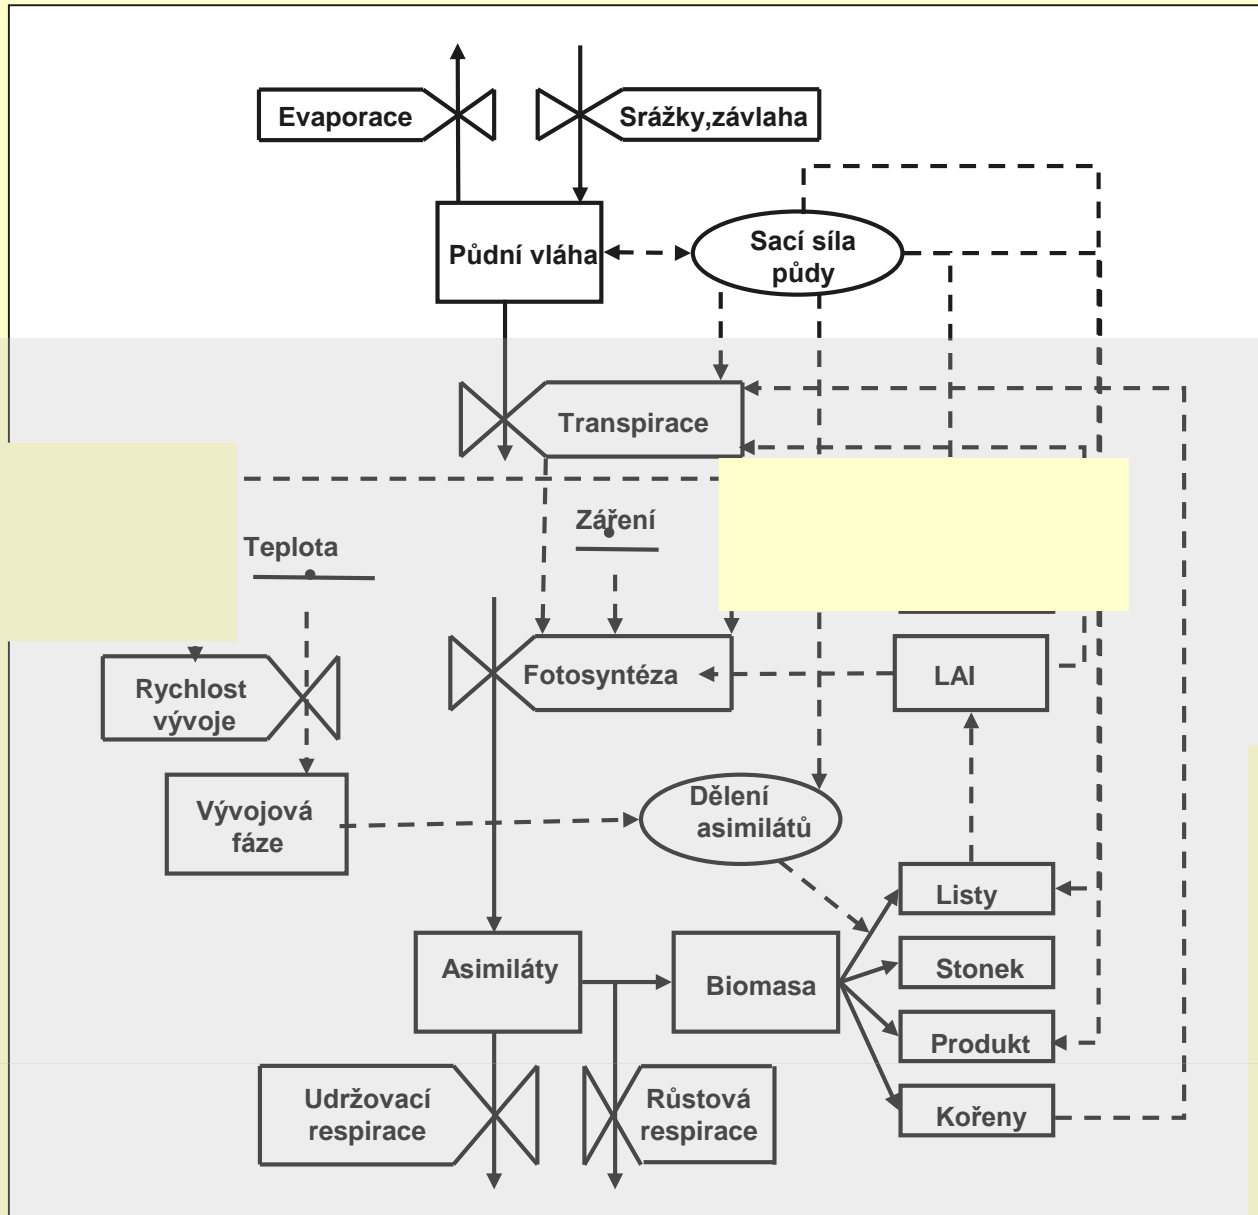 Evaporace
Srážky,závlaha
Půdní vláha
Sací síla
půdy
Transpirace
Záření
Teplota
Rychlost
vývoje
Fotosyntéza
LAI
Vývojová
fáze
Dělení
asimilátů
Listy
Asimiláty
Biomasa
Stonek
Produkt
Udržovací
respirace
Růstová
respirace
Kořeny